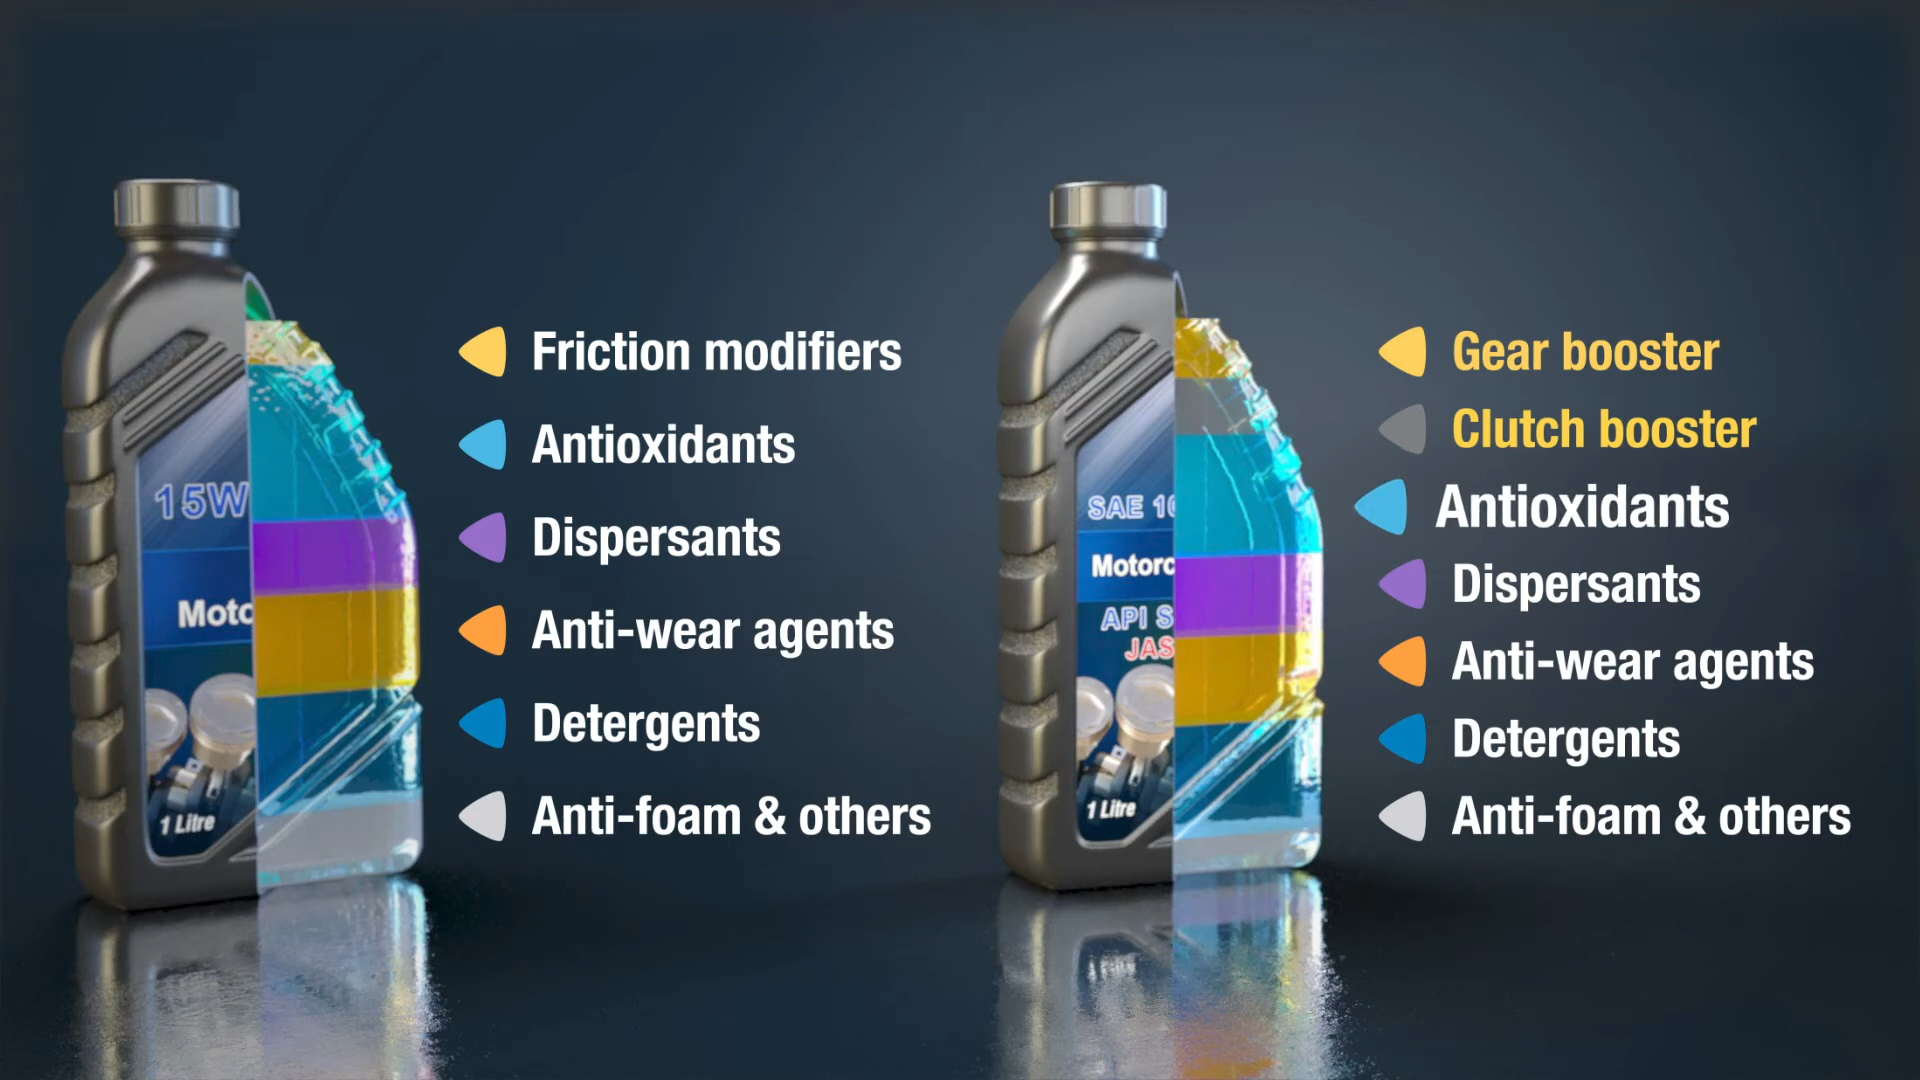 15W
Moto
1 Litre
Friction modifiers
Antioxidants
Dispersants
Anti-wear agents
Detergents
Anti-foam & others
SAE 10
Motorc
API S
JAS
1 Litre
Gear booster
Clutch booster
Antioxidants
Dispersants
Anti-wear agents
Detergents
Anti-foam & others